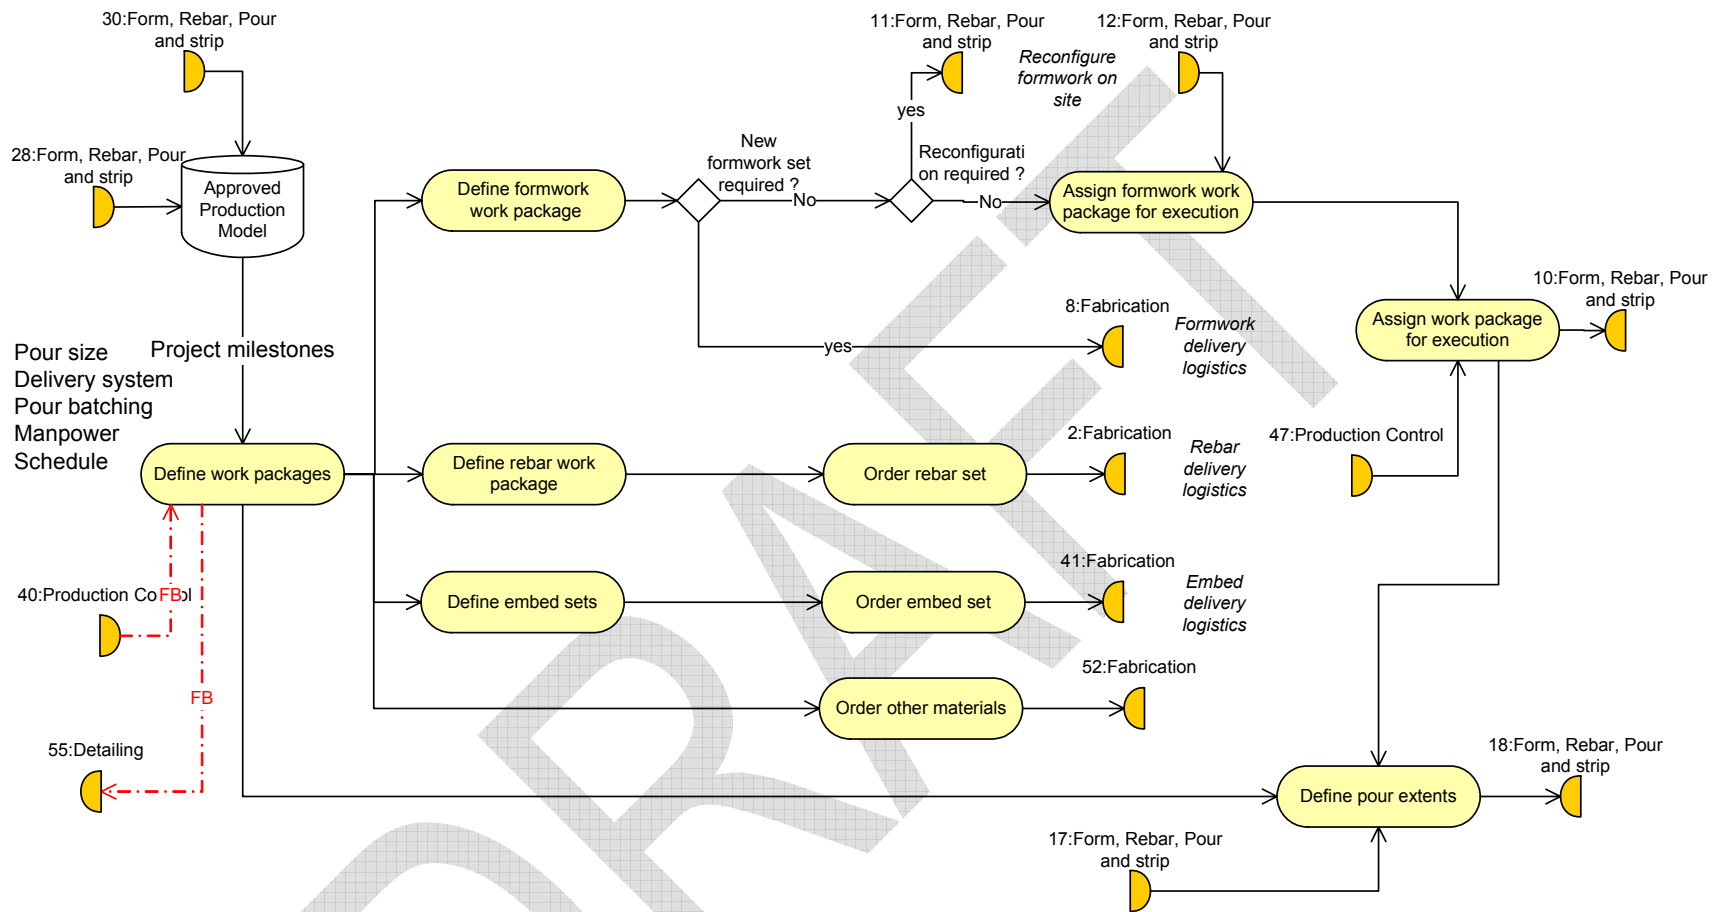 30:Form, Rebar, Pour
and strip
11:Form, Rebar, Pour
and strip
12:Form, Rebar, Pour
and strip
Reconfigure
formwork on
site
yes
28:Form, Rebar, Pour
and strip
Approved
Production
Model
New
formwork set
required ?
Reconfigurati
on required ?
Define formwork
work package
No
No
Assign formwork work
package for execution
10:Form, Rebar, Pour
and strip
8:Fabrication
Formwork
delivery
logistics
yes
Assign work package
for execution
Project milestones
Pour size
Delivery system
Pour batching
Manpower
Schedule
Define work packages
Define rebar work
package
Order rebar set
2:Fabrication
Rebar
delivery
logistics
47:Production Control
40:Production Control
FB
Define embed sets
Order embed set
41:Fabrication
Embed
delivery
logistics
FB
52:Fabrication
Order other materials
55:Detailing
18:Form, Rebar, Pour
and strip
Define pour extents
17:Form, Rebar, Pour
and strip
DRAFT